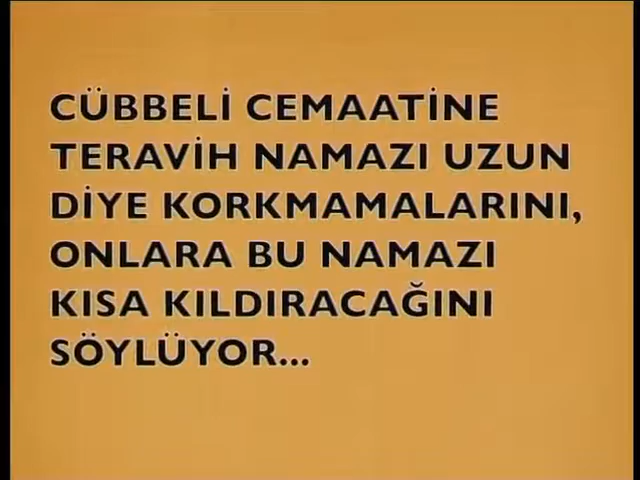 CÜBBELİ CEMAATİNE
TERAVİH NAMAZI UZUN
DİYE KORKMAMALARINI,
ONLARA BU NAMAZI
KISA KILDIRACAĞINI
SÖYLÜYOR...